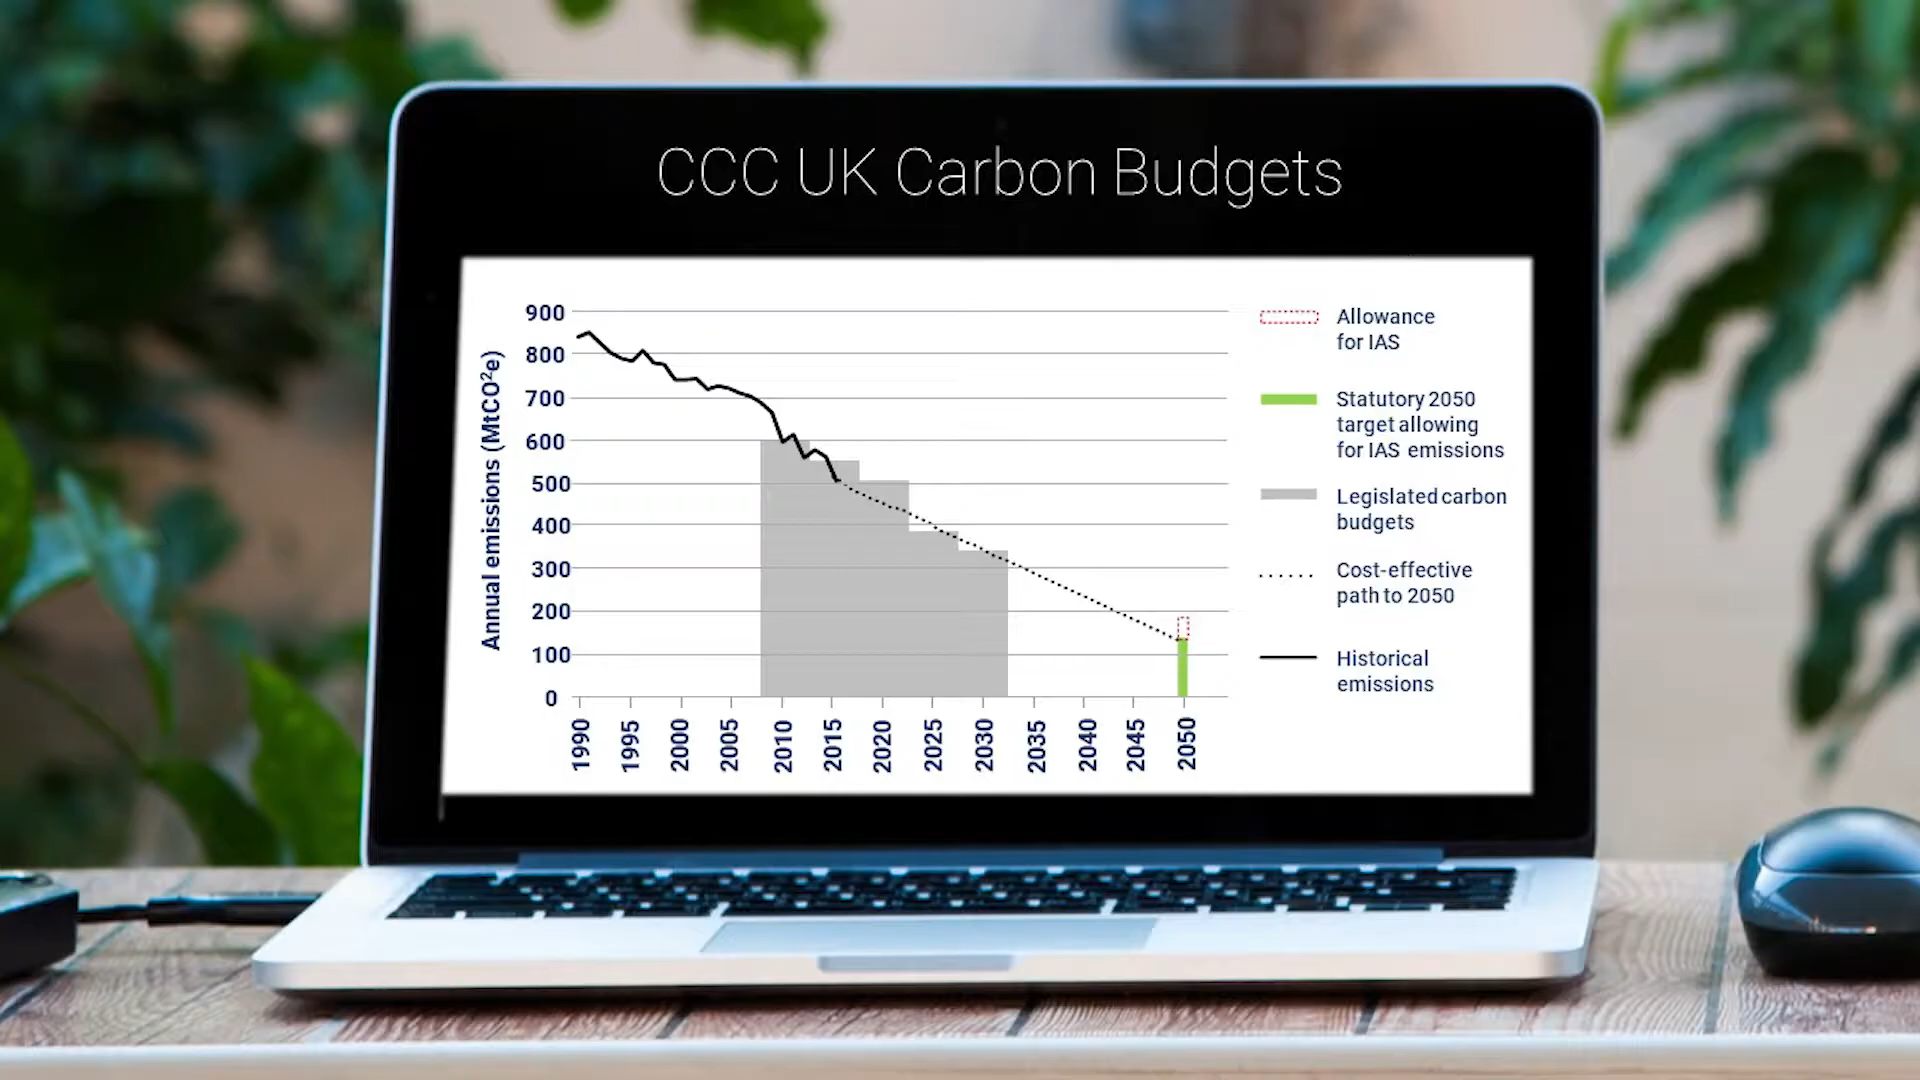 CCC UK Carbon Budgets
Annual emissions (MtCO²e)
900
800
700
600
500
400
300
200
100
0
1990
1995
2000
2005
2010
2015
2020
2025
2030
2035
2040
2045
2050
Allowance
for IAS
Statutory 2050
target allowing
for IAS emissions
Legislated carbon
budgets
Cost-effective
path to 2050
Historical
emissions